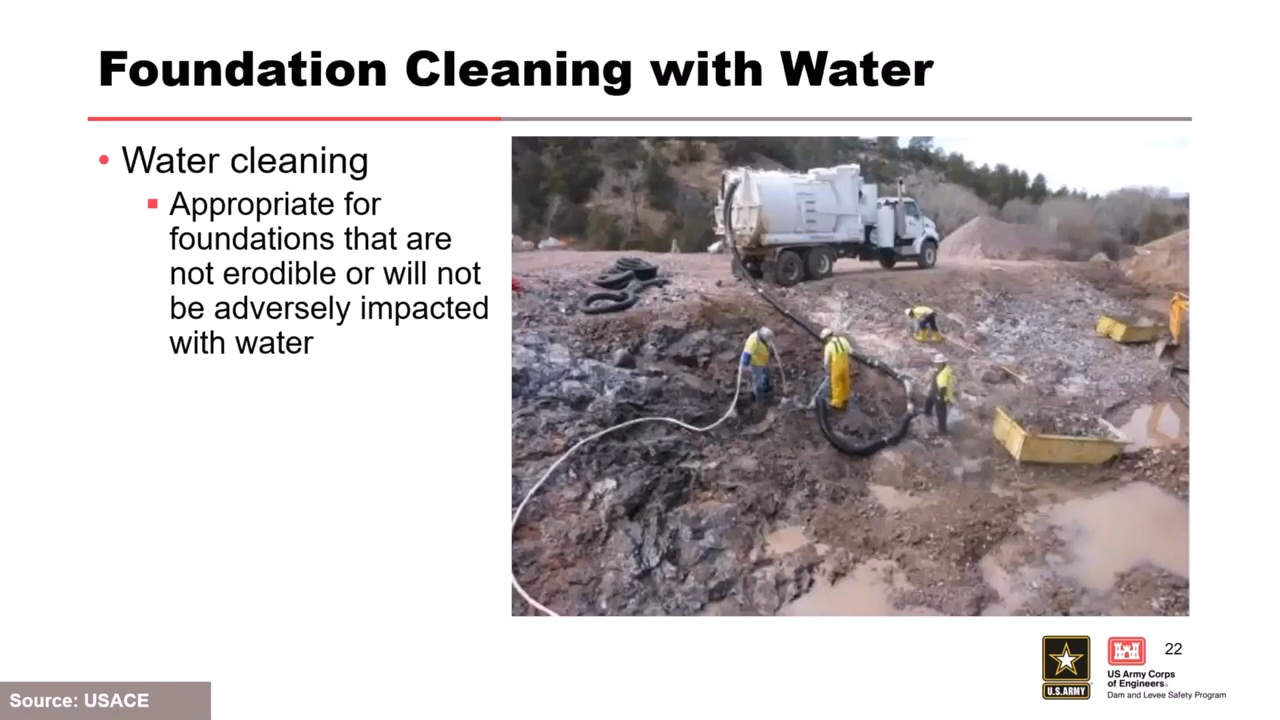 Foundation Cleaning with Water
• Water cleaning
▪ Appropriate for
foundations that are
not erodible or will not
be adversely impacted
with water
22
U.S. ARMY
US Army Corps
of Engineers®
Dam and Levee Safety Program
Source: USACE